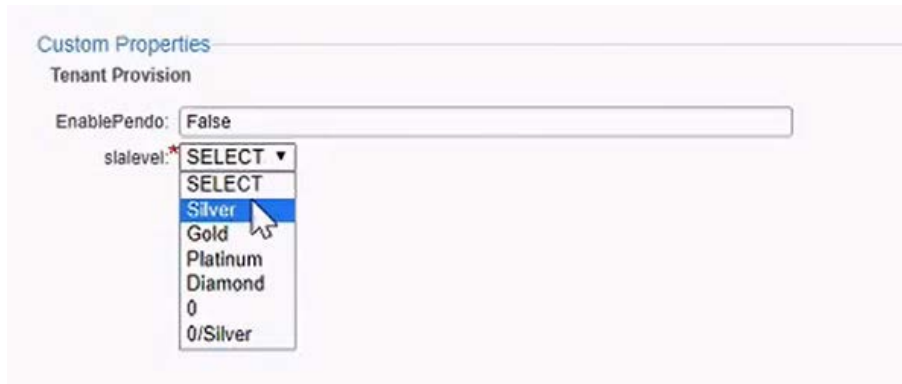 Custom Properties
Tenant Provision
EnablePendo: False
slalevel:* SELECT ▼
SELECT
Silver
Gold
Platinum
Diamond
0
0/Silver